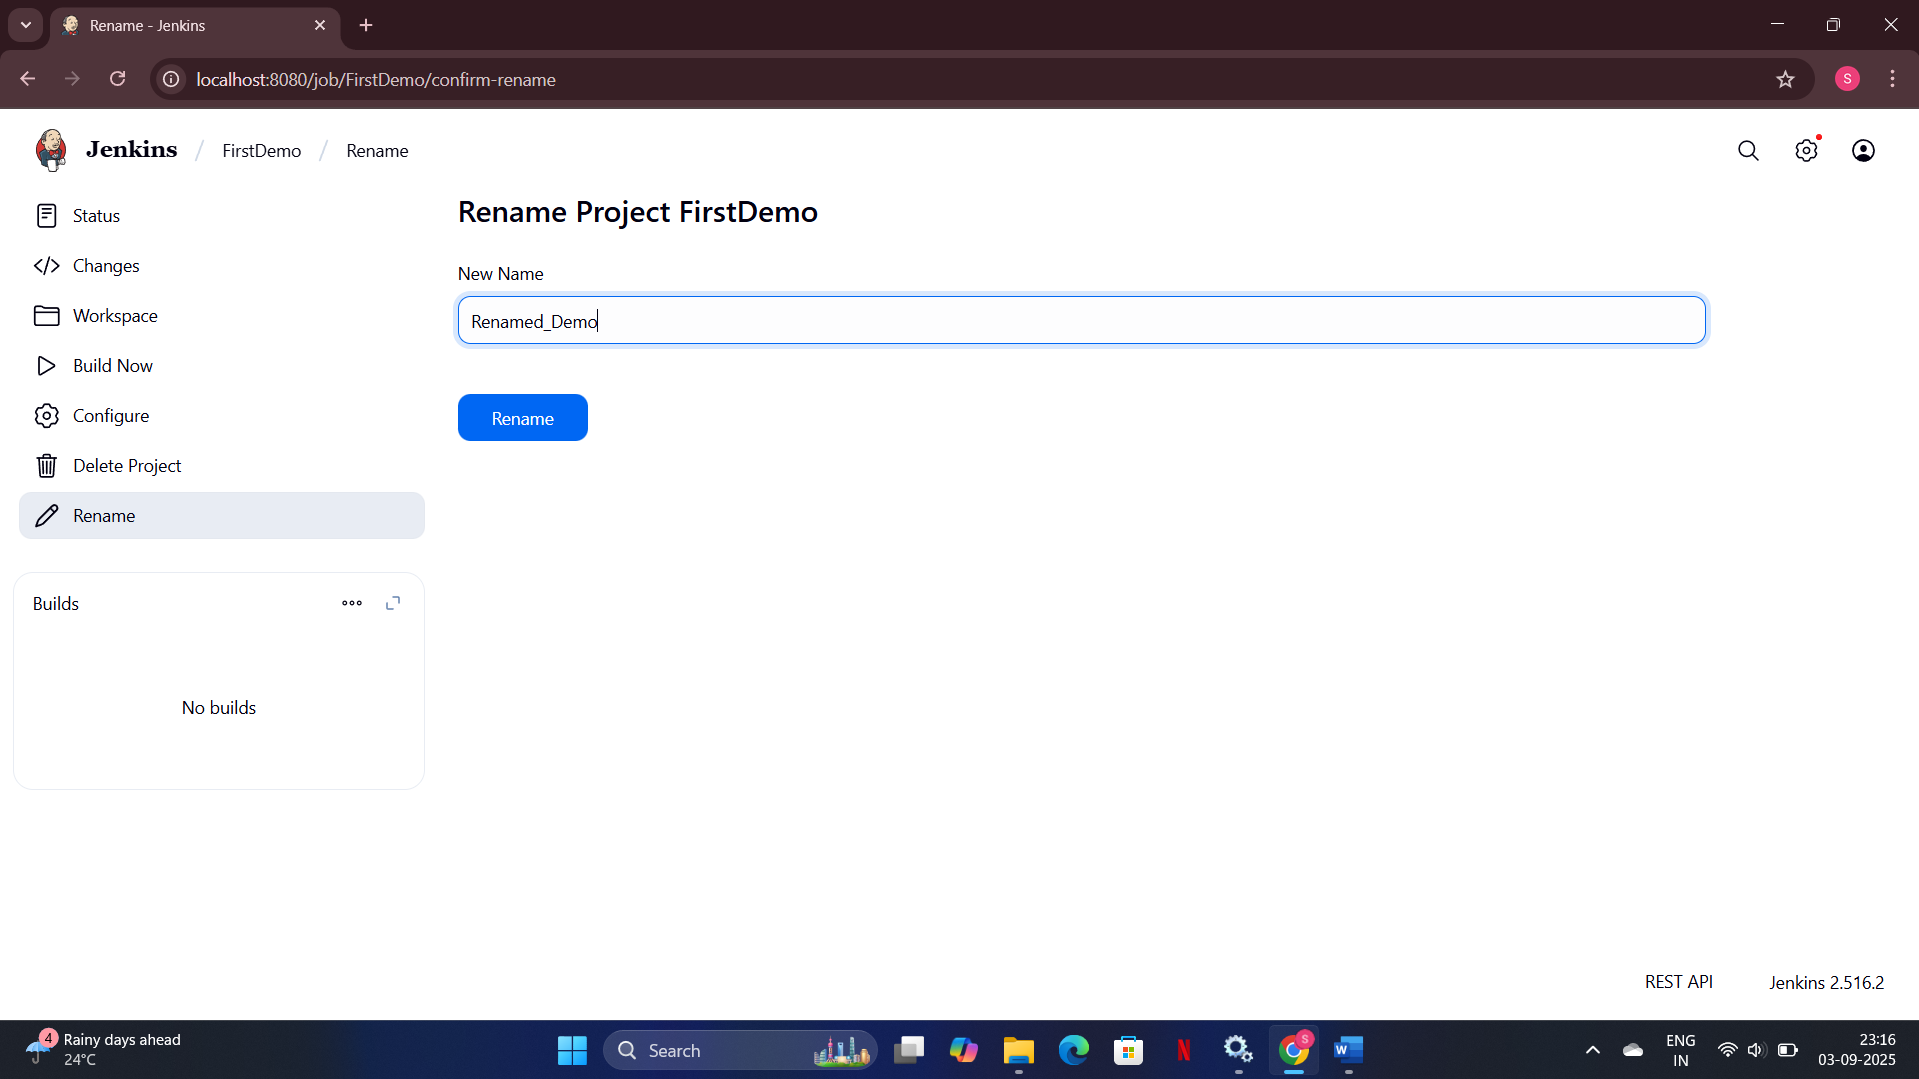 Rename - Jenkins
localhost:8080/job/FirstDemo/confirm-rename
S
Jenkins / FirstDemo / Rename
Status
Changes
Workspace
Build Now
Configure
Delete Project
Rename
Builds
No builds
Rename Project FirstDemo
New Name
Renamed_Demo
Rename
REST API
Jenkins 2.516.2
4
Rainy days ahead
24°C
Search
N
S
W
ENG
IN
23:16
03-09-2025